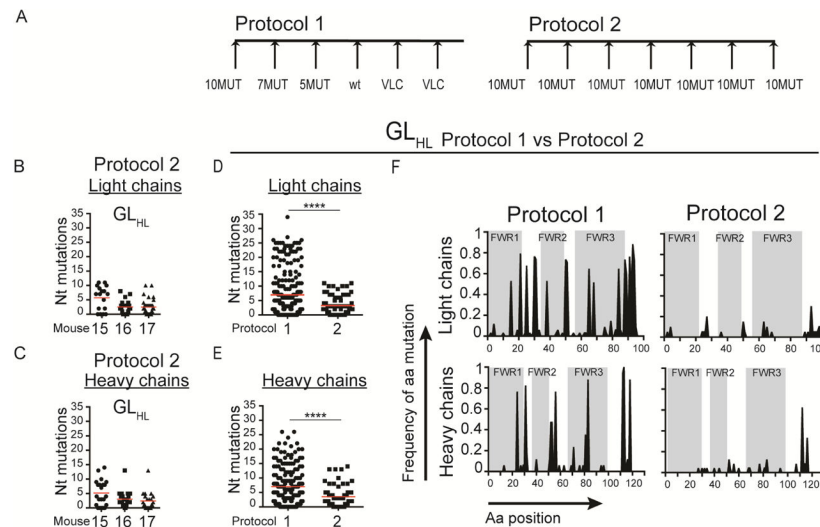 A
Protocol 1
Protocol 2
10MUT 7MUT 5MUT wt VLC VLC
10MUT 10MUT 10MUT 10MUT 10MUT 10MUT 10MUT
GLHL Protocol 1 vs Protocol 2
B
Protocol 2
Light chains
GLHL
Nt mutations
35
30
25
20
15
10
5
0
Mouse 15 16 17
D
Light chains
****
Nt mutations
35
30
25
20
15
10
5
0
Protocol 1 2
C
Protocol 2
Heavy chains
GLHL
Nt mutations
35
30
25
20
15
10
5
0
Mouse 15 16 17
E
Heavy chains
****
Nt mutations
35
30
25
20
15
10
5
0
Protocol 1 2
F
Protocol 1
Protocol 2
Frequency of aa mutation
Light chains
1
0.8
0.6
0.4
0.2
0
FWR1 FWR2 FWR3
0 20 40 60 80 100
FWR1 FWR2 FWR3
0 20 40 60 80 100
Heavy chains
1
0.8
0.6
0.4
0.2
0
FWR1 FWR2 FWR3
0 20 40 60 80 100 120
FWR1 FWR2 FWR3
0 20 40 60 80 100 120
Aa position